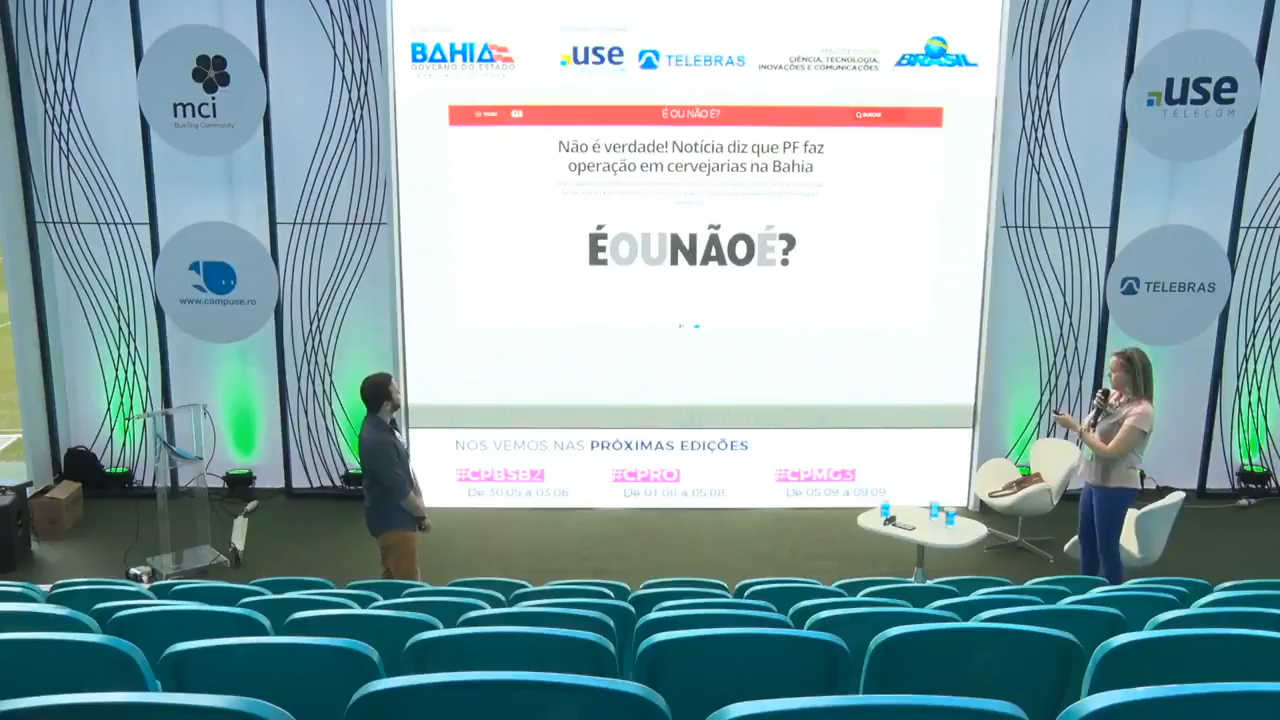 mci
Building Community
www.campuse.ro
BAHIA
GOVERNO DO ESTADO
use
TELEBRAS
CIÊNCIA, TECNOLOGIA,
INOVAÇÕES E COMUNICAÇÕES
BRASIL
MENU
G1
É OU NÃO É?
BUSCAR
Não é verdade! Notícia diz que PF faz
operação em cervejarias na Bahia
ÉOUNÃOÉ?
NOS VEMOS NAS PRÓXIMAS EDIÇÕES
#CPBSB2
#CPRO
#CPMG3
De 30.05 a 03.06
De 01.08 a 05.08
De 05.09 a 09.09
use
TELECOM
TELEBRAS